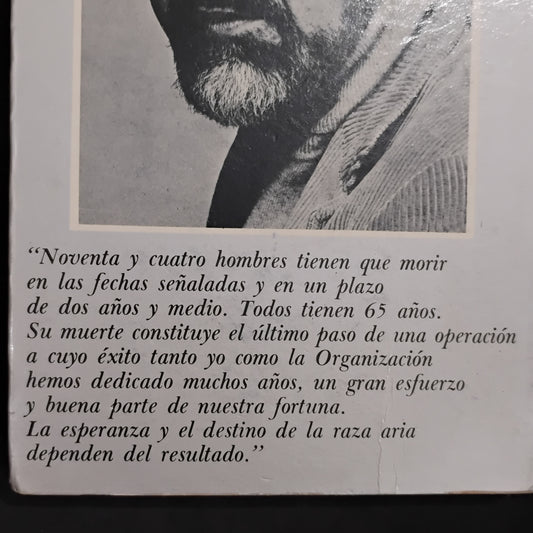 “Noventa y cuatro hombres tienen que morir
en las fechas señaladas y en un plazo
de dos años y medio. Todos tienen 65 años.
Su muerte constituye el último paso de una operación
a cuyo éxito tanto yo como la Organización
hemos dedicado muchos años, un gran esfuerzo
y buena parte de nuestra fortuna.
La esperanza y el destino de la raza aria
dependen del resultado.”